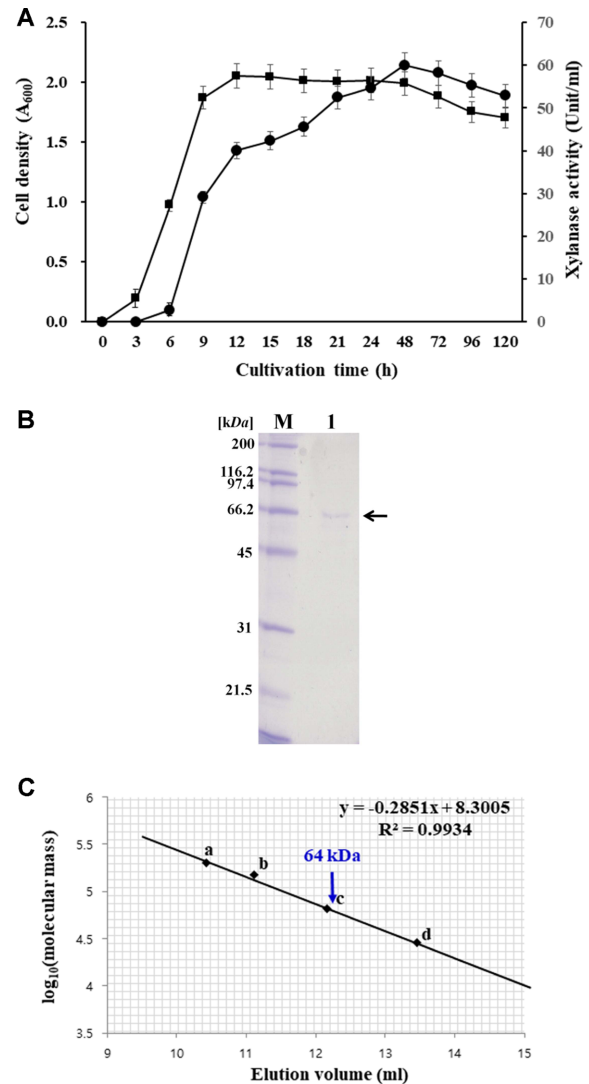 A
2.5
2.0
1.5
1.0
0.5
0.0
Cell density (A600)
70
60
50
40
30
20
10
0
Xylanase activity (Unit/ml)
0 3 6 9 12 15 18 21 24 48 72 96 120
Cultivation time (h)
B
[kDa] M 1
200
116.2
97.4
66.2
45
31
21.5
C
6
5.5
5
4.5
4
3.5
log10(molecular mass)
y = -0.2851x + 8.3005
R² = 0.9934
64 kDa
a
b
c
d
9 10 11 12 13 14 15
Elution volume (ml)